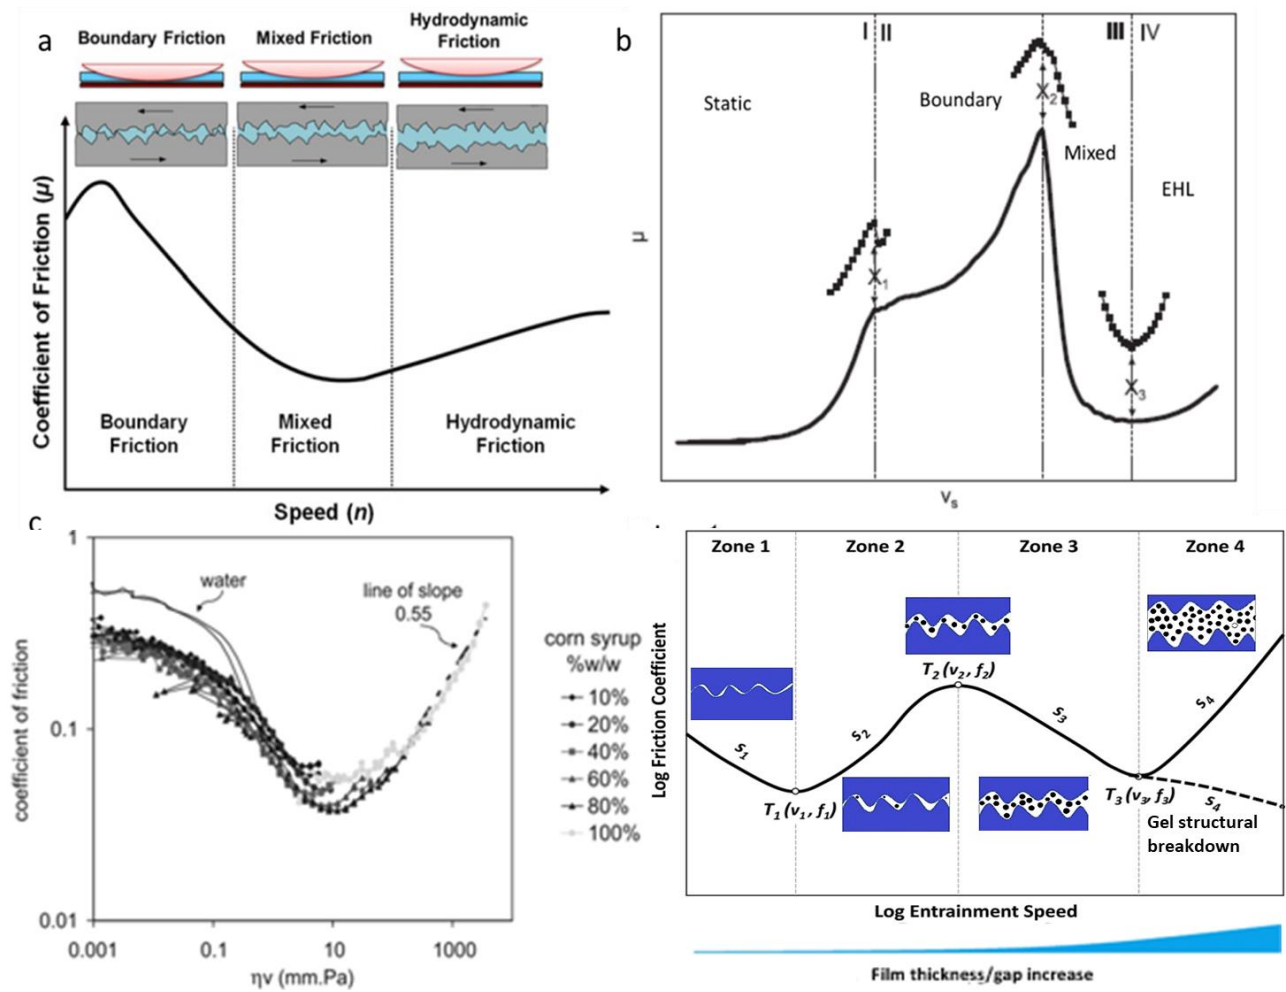 a
Boundary Friction
Mixed Friction
Hydrodynamic
Friction
Coefficient of Friction (μ)
Boundary
Friction
Mixed
Friction
Hydrodynamic
Friction
Speed (n)
b
I II
III IV
Static
Boundary
X2
Mixed
EHL
X1
X3
μ
Vs
c
1
0.1
0.01
water
line of slope
0.55
corn syrup
%w/w
10%
20%
40%
60%
80%
100%
coefficient of friction
0.001
0.1
10
1000
ηv (mm.Pa)
Zone 1
Zone 2
Zone 3
Zone 4
Log Friction Coefficient
T2 (v2, f2)
s1
s2
s3
s4
T1 (v1, f1)
T3 (v3, f3)
s4
Gel structural
breakdown
Log Entrainment Speed
Film thickness/gap increase